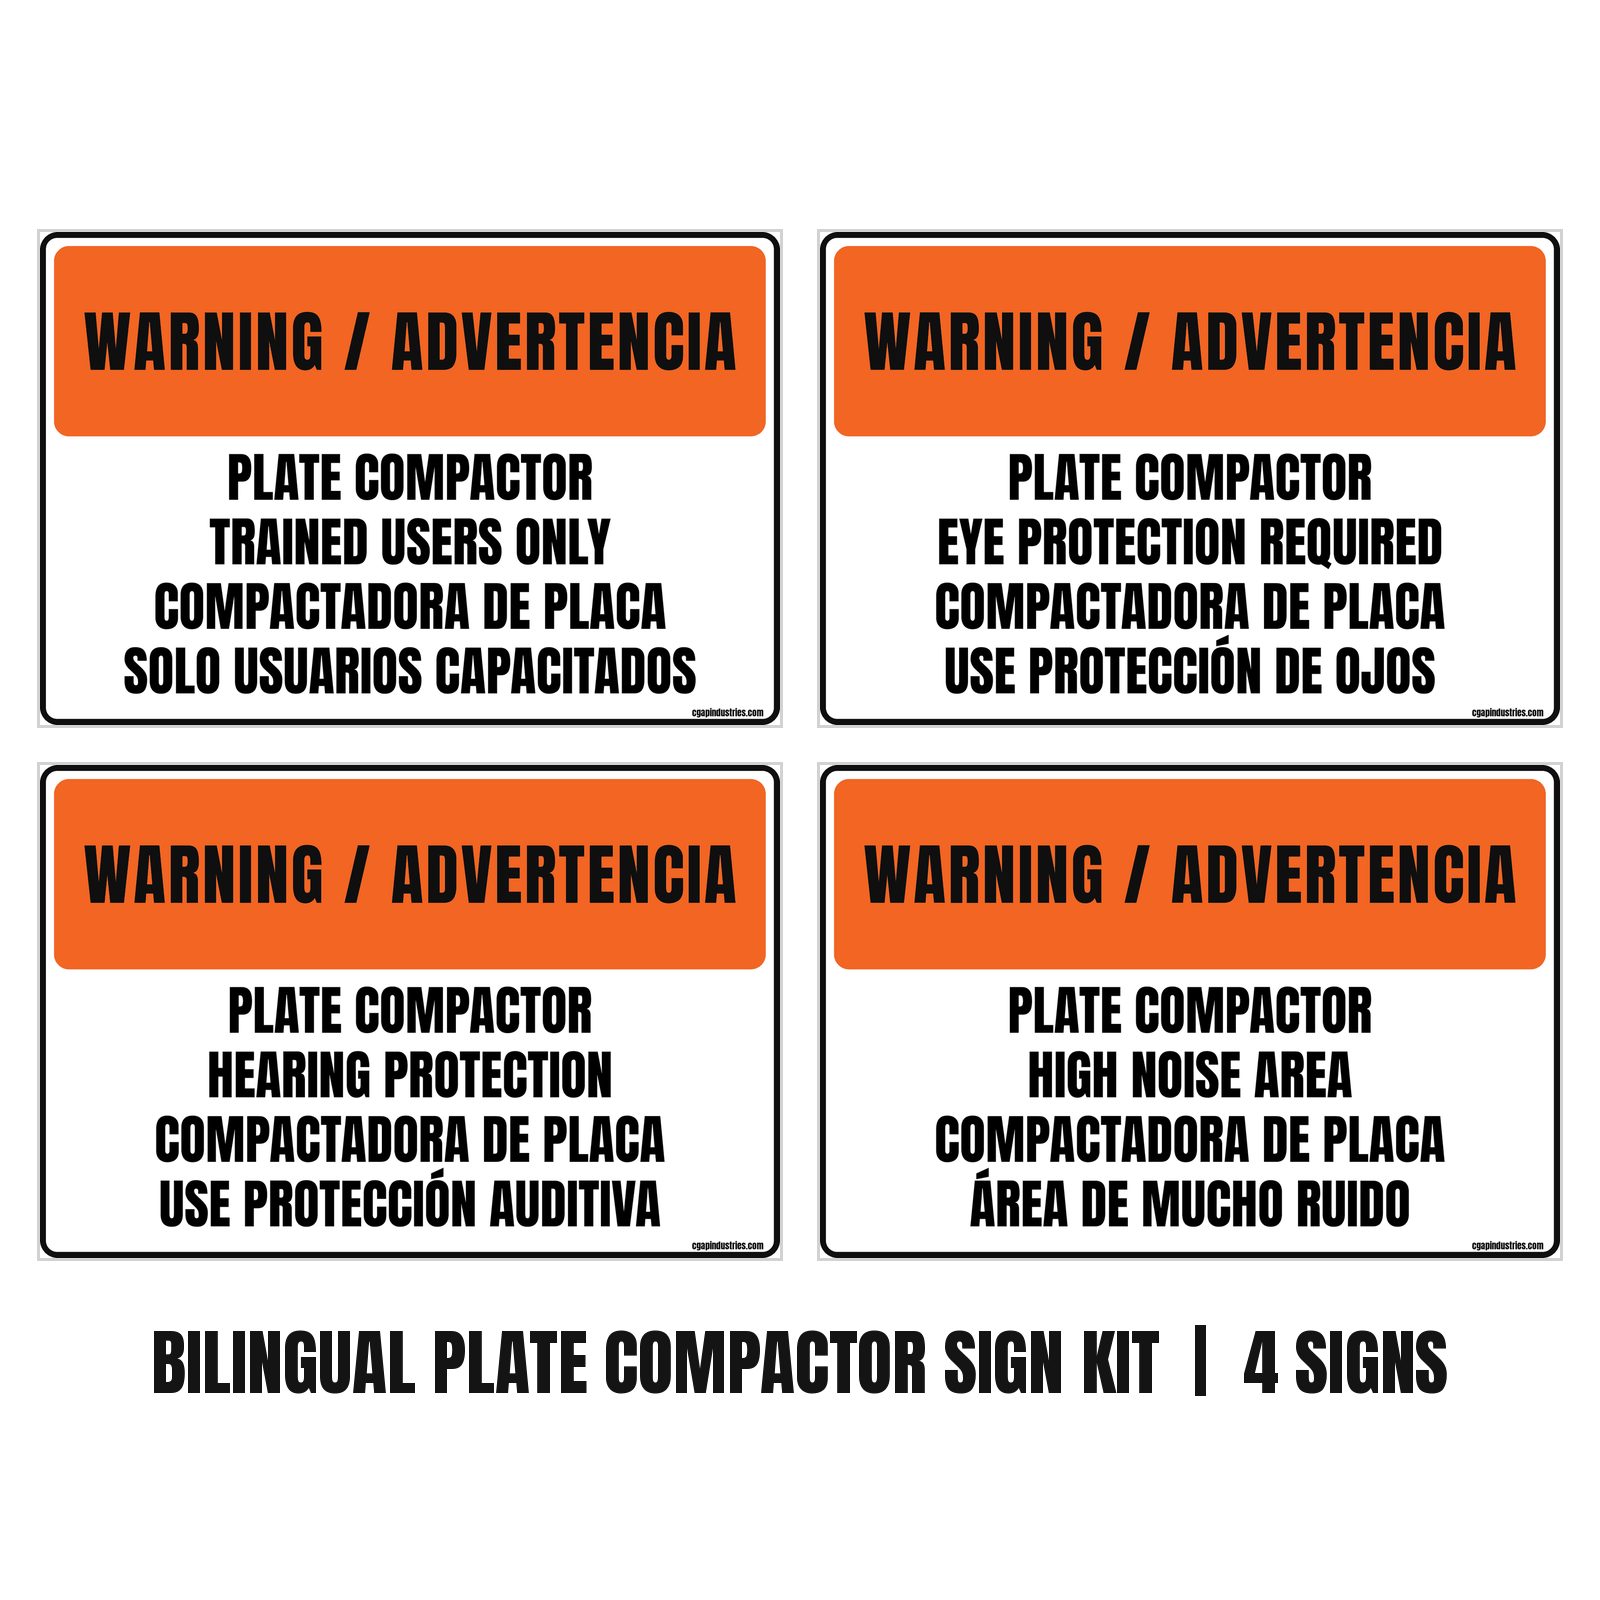 WARNING / ADVERTENCIA
PLATE COMPACTOR
TRAINED USERS ONLY
COMPACTADORA DE PLACA
SOLO USUARIOS CAPACITADOS
cgapindustries.com
WARNING / ADVERTENCIA
PLATE COMPACTOR
EYE PROTECTION REQUIRED
COMPACTADORA DE PLACA
USE PROTECCIÓN DE OJOS
cgapindustries.com
WARNING / ADVERTENCIA
PLATE COMPACTOR
HEARING PROTECTION
COMPACTADORA DE PLACA
USE PROTECCIÓN AUDITIVA
cgapindustries.com
WARNING / ADVERTENCIA
PLATE COMPACTOR
HIGH NOISE AREA
COMPACTADORA DE PLACA
ÁREA DE MUCHO RUIDO
cgapindustries.com
BILINGUAL PLATE COMPACTOR SIGN KIT | 4 SIGNS